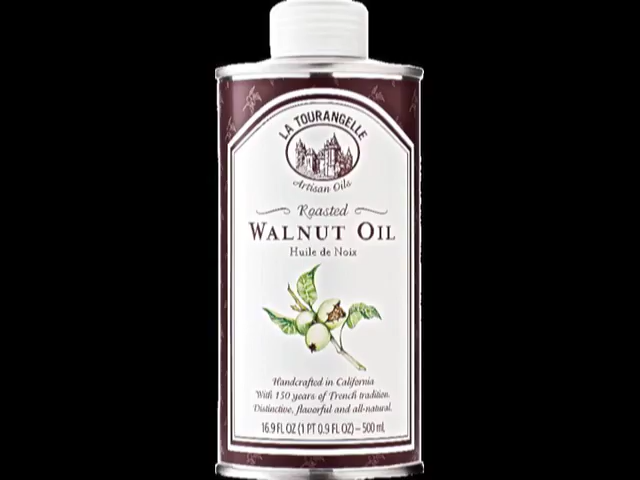 LA TOURANGELLE
Artisan Oils
Roasted
WALNUT OIL
Huile de Noix
Handcrafted in California
With 150 years of French tradition.
Distinctive, flavorful and all-natural.
16.9 FL OZ (1 PT 0.9 FL OZ) – 500 mL